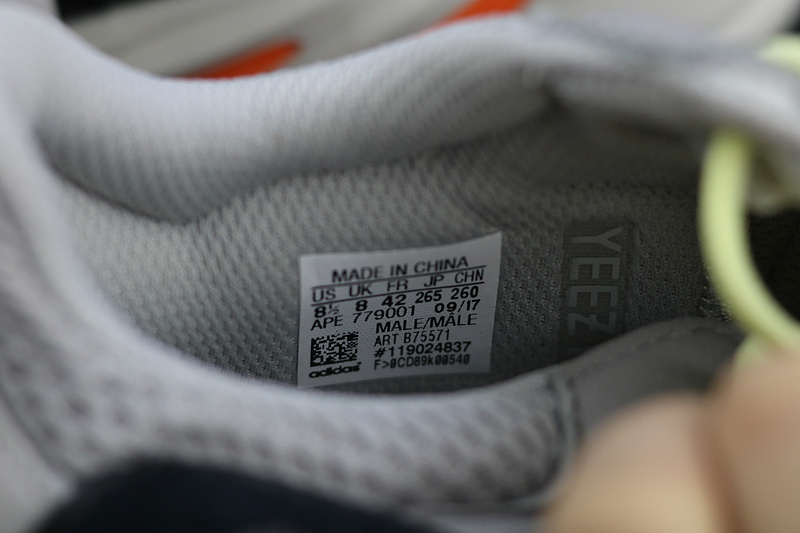 MADE IN CHINA
US UK FR JP CHN
8½ 8 42 265 260
APE 779001 09/17
MALE/MÂLE
ART B75571
#119024837
F>0CD89k00540
adidas
YEEZ